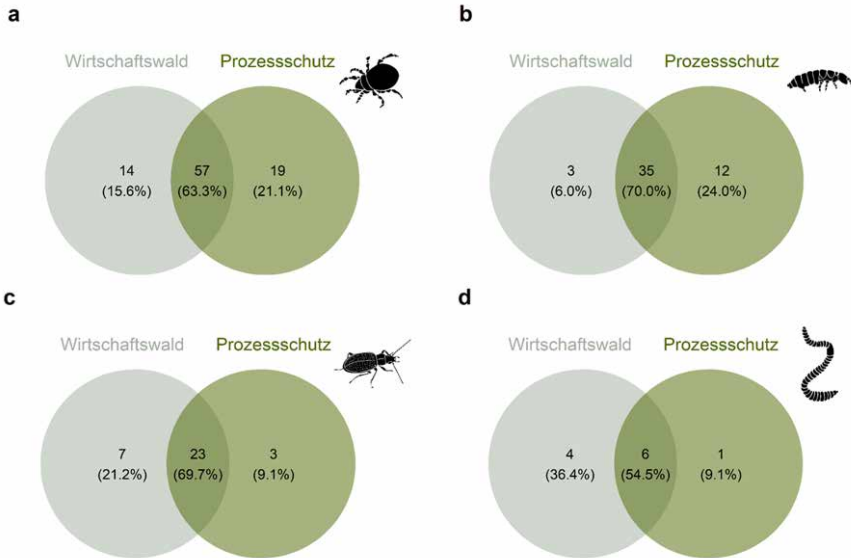 a
Wirtschaftswald Prozessschutz
14 57 19
(15.6%) (63.3%) (21.1%)
b
Wirtschaftswald Prozessschutz
3 35 12
(6.0%) (70.0%) (24.0%)
c
Wirtschaftswald Prozessschutz
7 23 3
(21.2%) (69.7%) (9.1%)
d
Wirtschaftswald Prozessschutz
4 6 1
(36.4%) (54.5%) (9.1%)